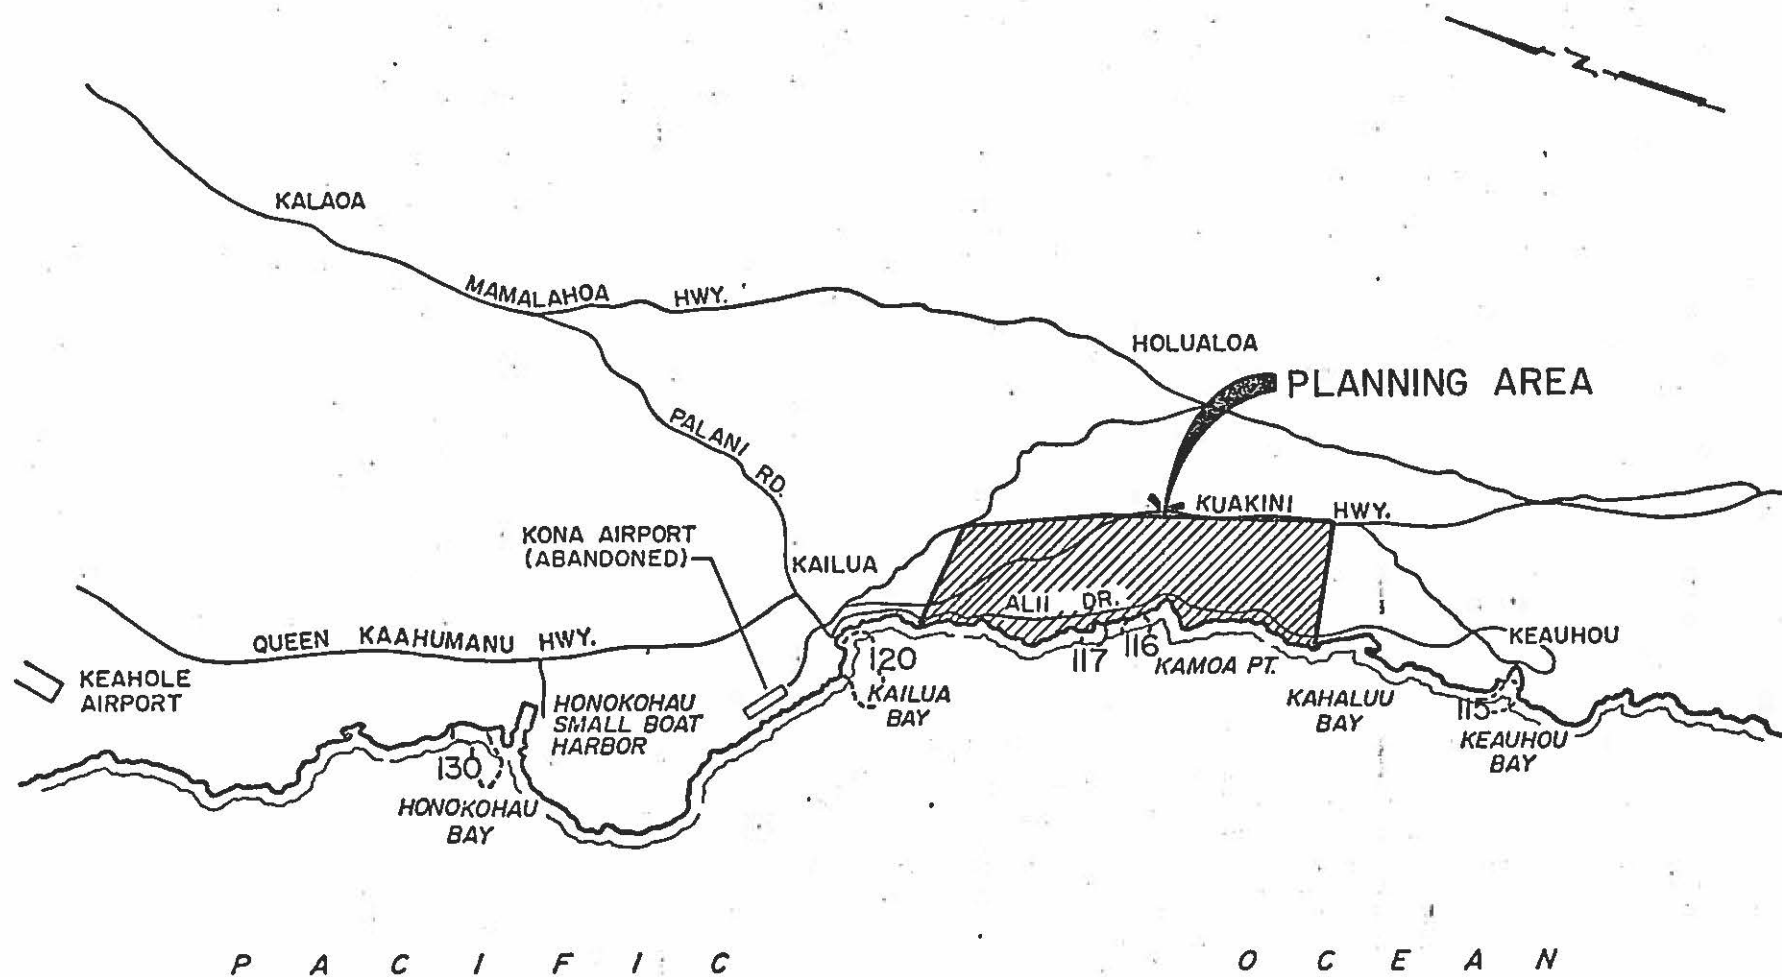 N
KALAOA
MAMALAHOA HWY.
HOLUALOA
PLANNING AREA
PALANI RD.
KUAKINI HWY.
KONA AIRPORT
(ABANDONED)
KAILUA
ALII DR.
QUEEN KAAHUMANU HWY.
KEAHOLE
AIRPORT
HONOKOHAU
SMALL BOAT
HARBOR
120
KAILUA
BAY
117
116
KAMOA PT.
KEAUHOU
KAHALUU
BAY
115
KEAUHOU
BAY
130
HONOKOHAU
BAY
PACIFIC OCEAN